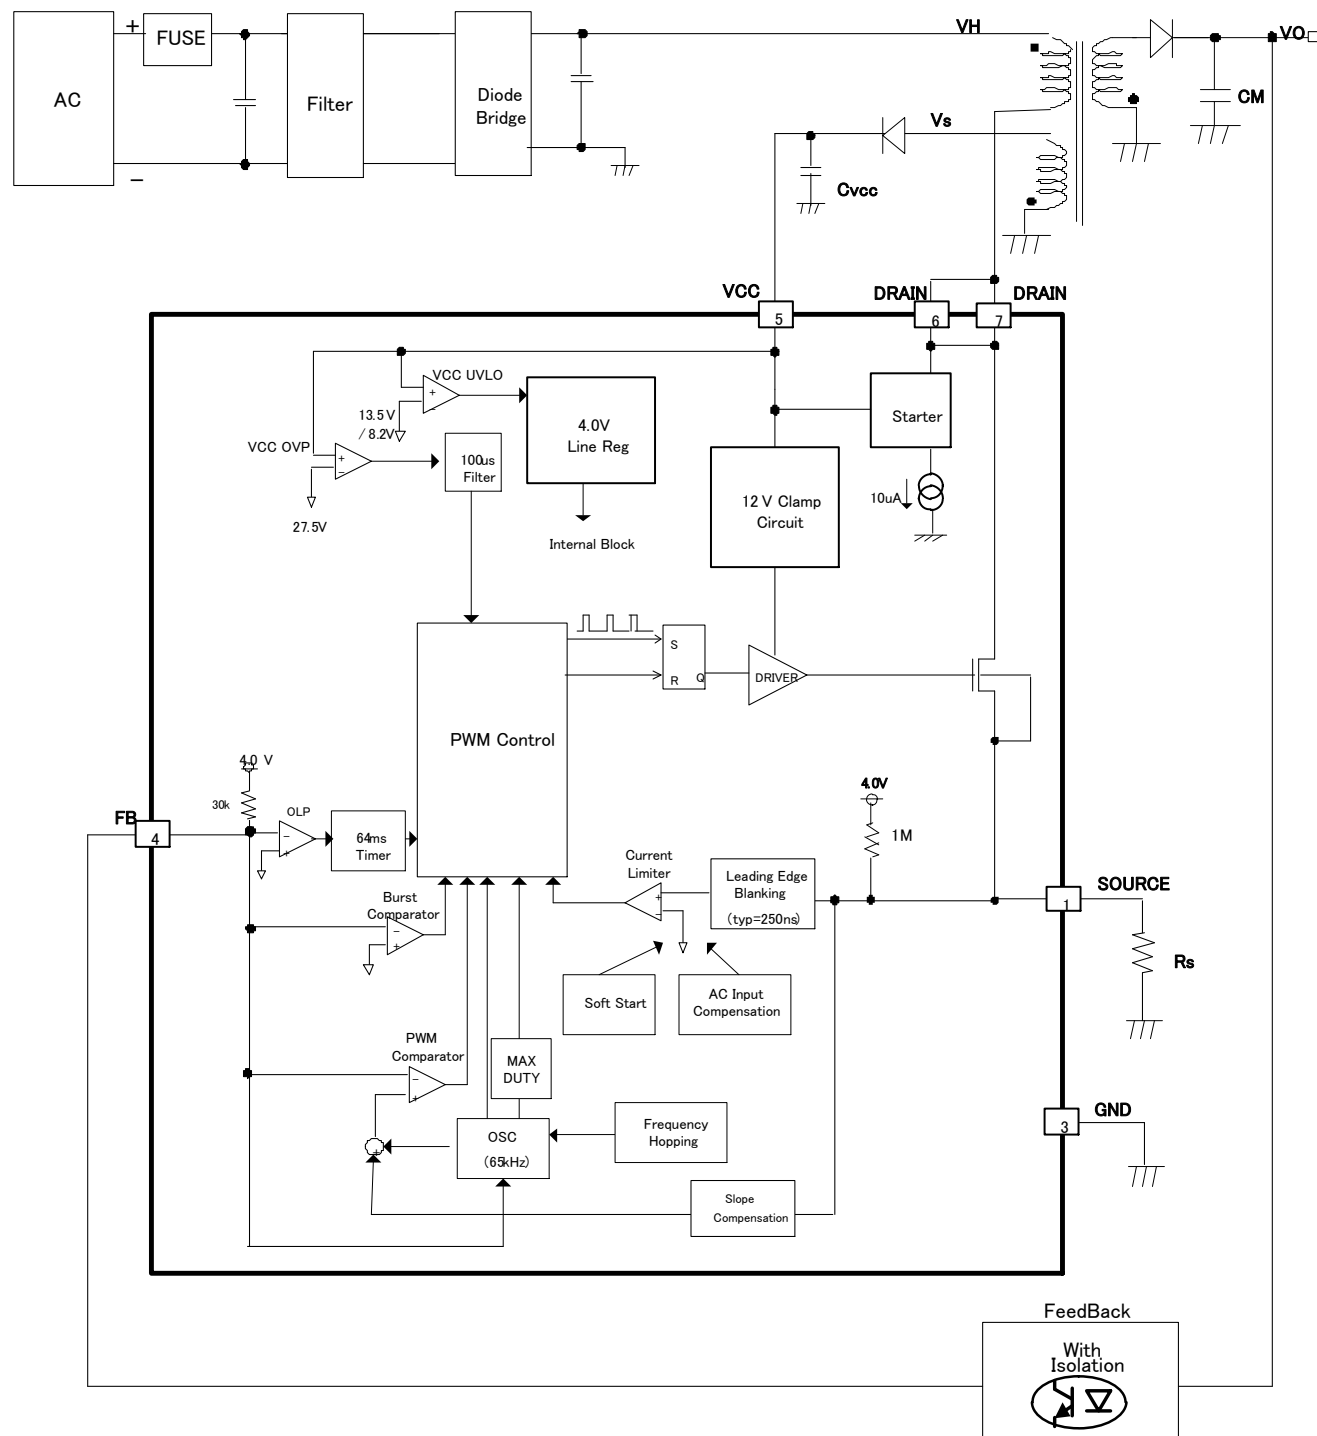 +
FUSE
AC
Filter
Diode
Bridge
−
VH
VO
CM
Vs
Cvcc
VCC
5
DRAIN
6
DRAIN
7
VCC UVLO
+
−
13.5 V
/ 8.2V
VCC OVP
+
−
27.5V
100us
Filter
4.0V
Line Reg
Internal Block
Starter
10uA
12 V Clamp
Circuit
PWM Control
S
R
Q
DRIVER
4.0 V
30k
FB
4
OLP
−
+
64ms
Timer
Burst
Comparator
−
+
Current
Limiter
+
−
Leading Edge
Blanking
(typ=250ns)
4.0V
1M
SOURCE
1
Rs
Soft Start
AC Input
Compensation
PWM
Comparator
−
+
MAX
DUTY
+
OSC
(65kHz)
Frequency
Hopping
Slope
Compensation
GND
3
FeedBack
With
Isolation